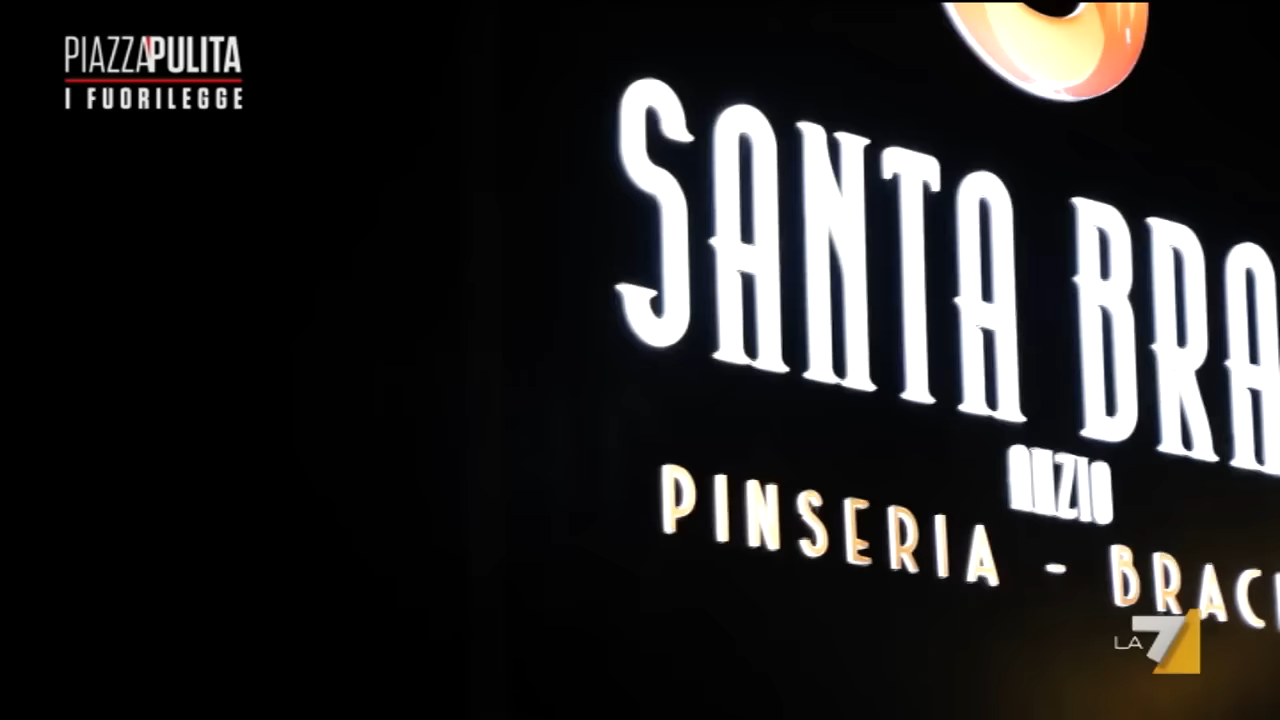 PIAZZAPULITA
I FUORILEGGE
SANTA BRA
ANZIO
PINSERIA - BRAC
LA7